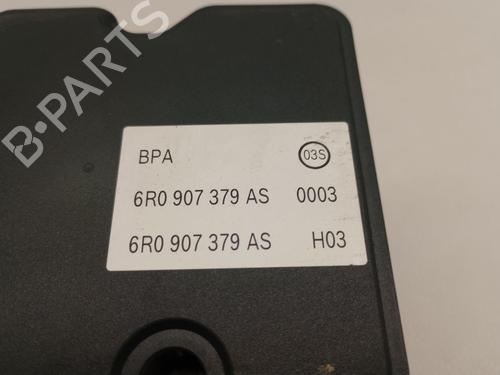 B-PARTS
BPA 03S
6R0 907 379 AS 0003
6R0 907 379 AS H03